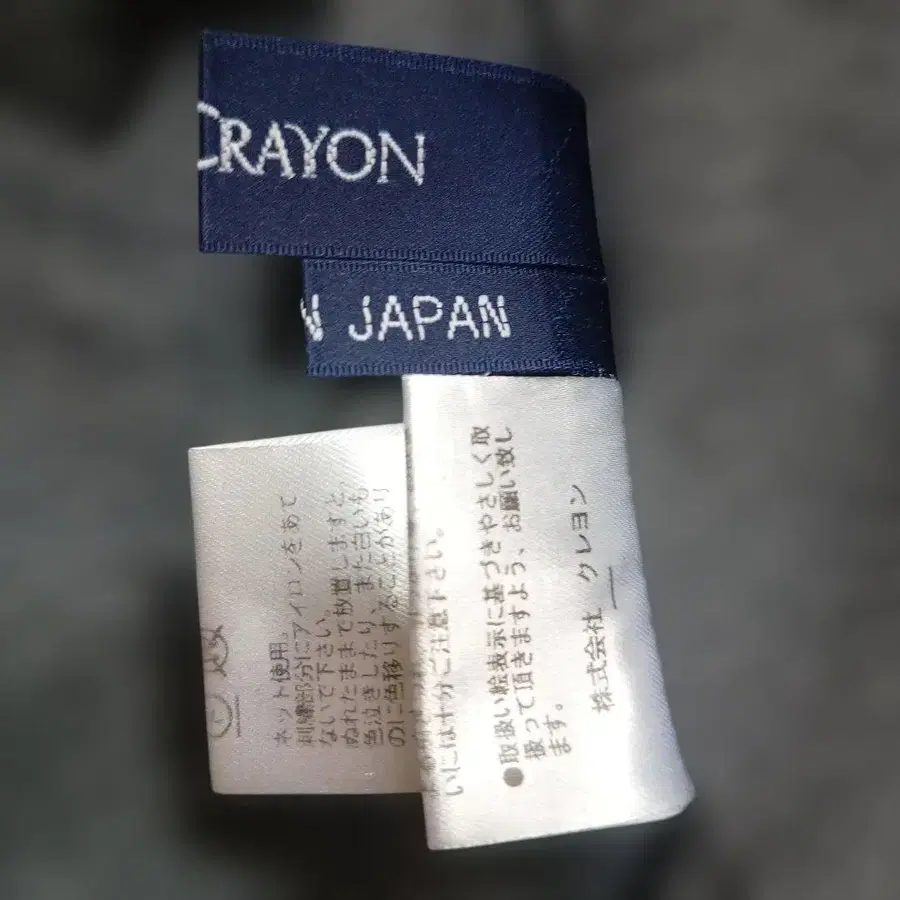 CRAYON
N JAPAN
ネット使用。
刺繍部分にアイロンをあて
ないで下さい。
ぬれたままで放置しますと、
色泣きしたり、また白いも
のに色移りすることがあり
いには十分ご注意下さい。
●取扱い絵表示に基づきやさしく取
扱って頂きますよう、お願い致し
ます。
株式会社 クレヨン